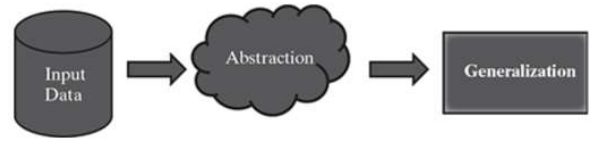 Input
Data
Abstraction
Generalization